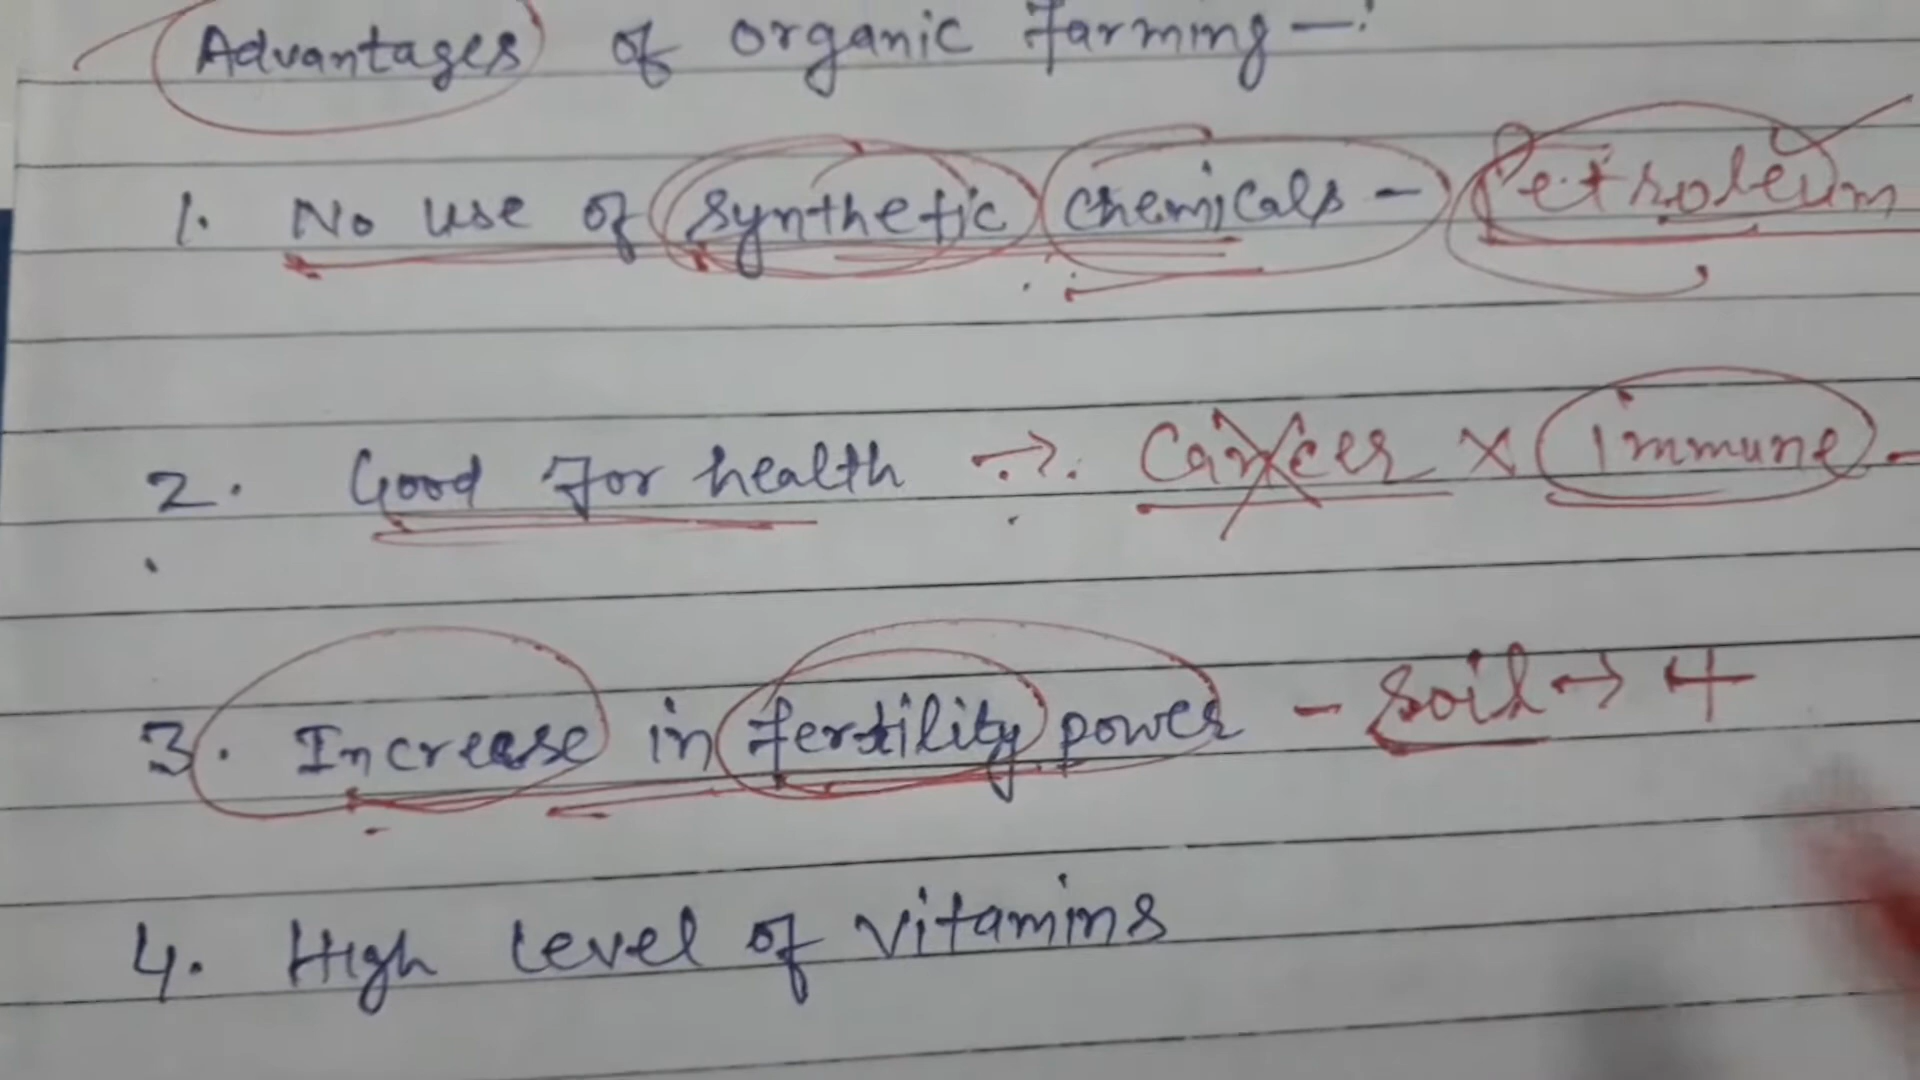 Advantages of organic farming -:
1. No use of synthetic chemicals - Petroleum
2. Good for health → Cancer × immune -
3. Increase in fertility power - Soil → +
4. High level of vitamins